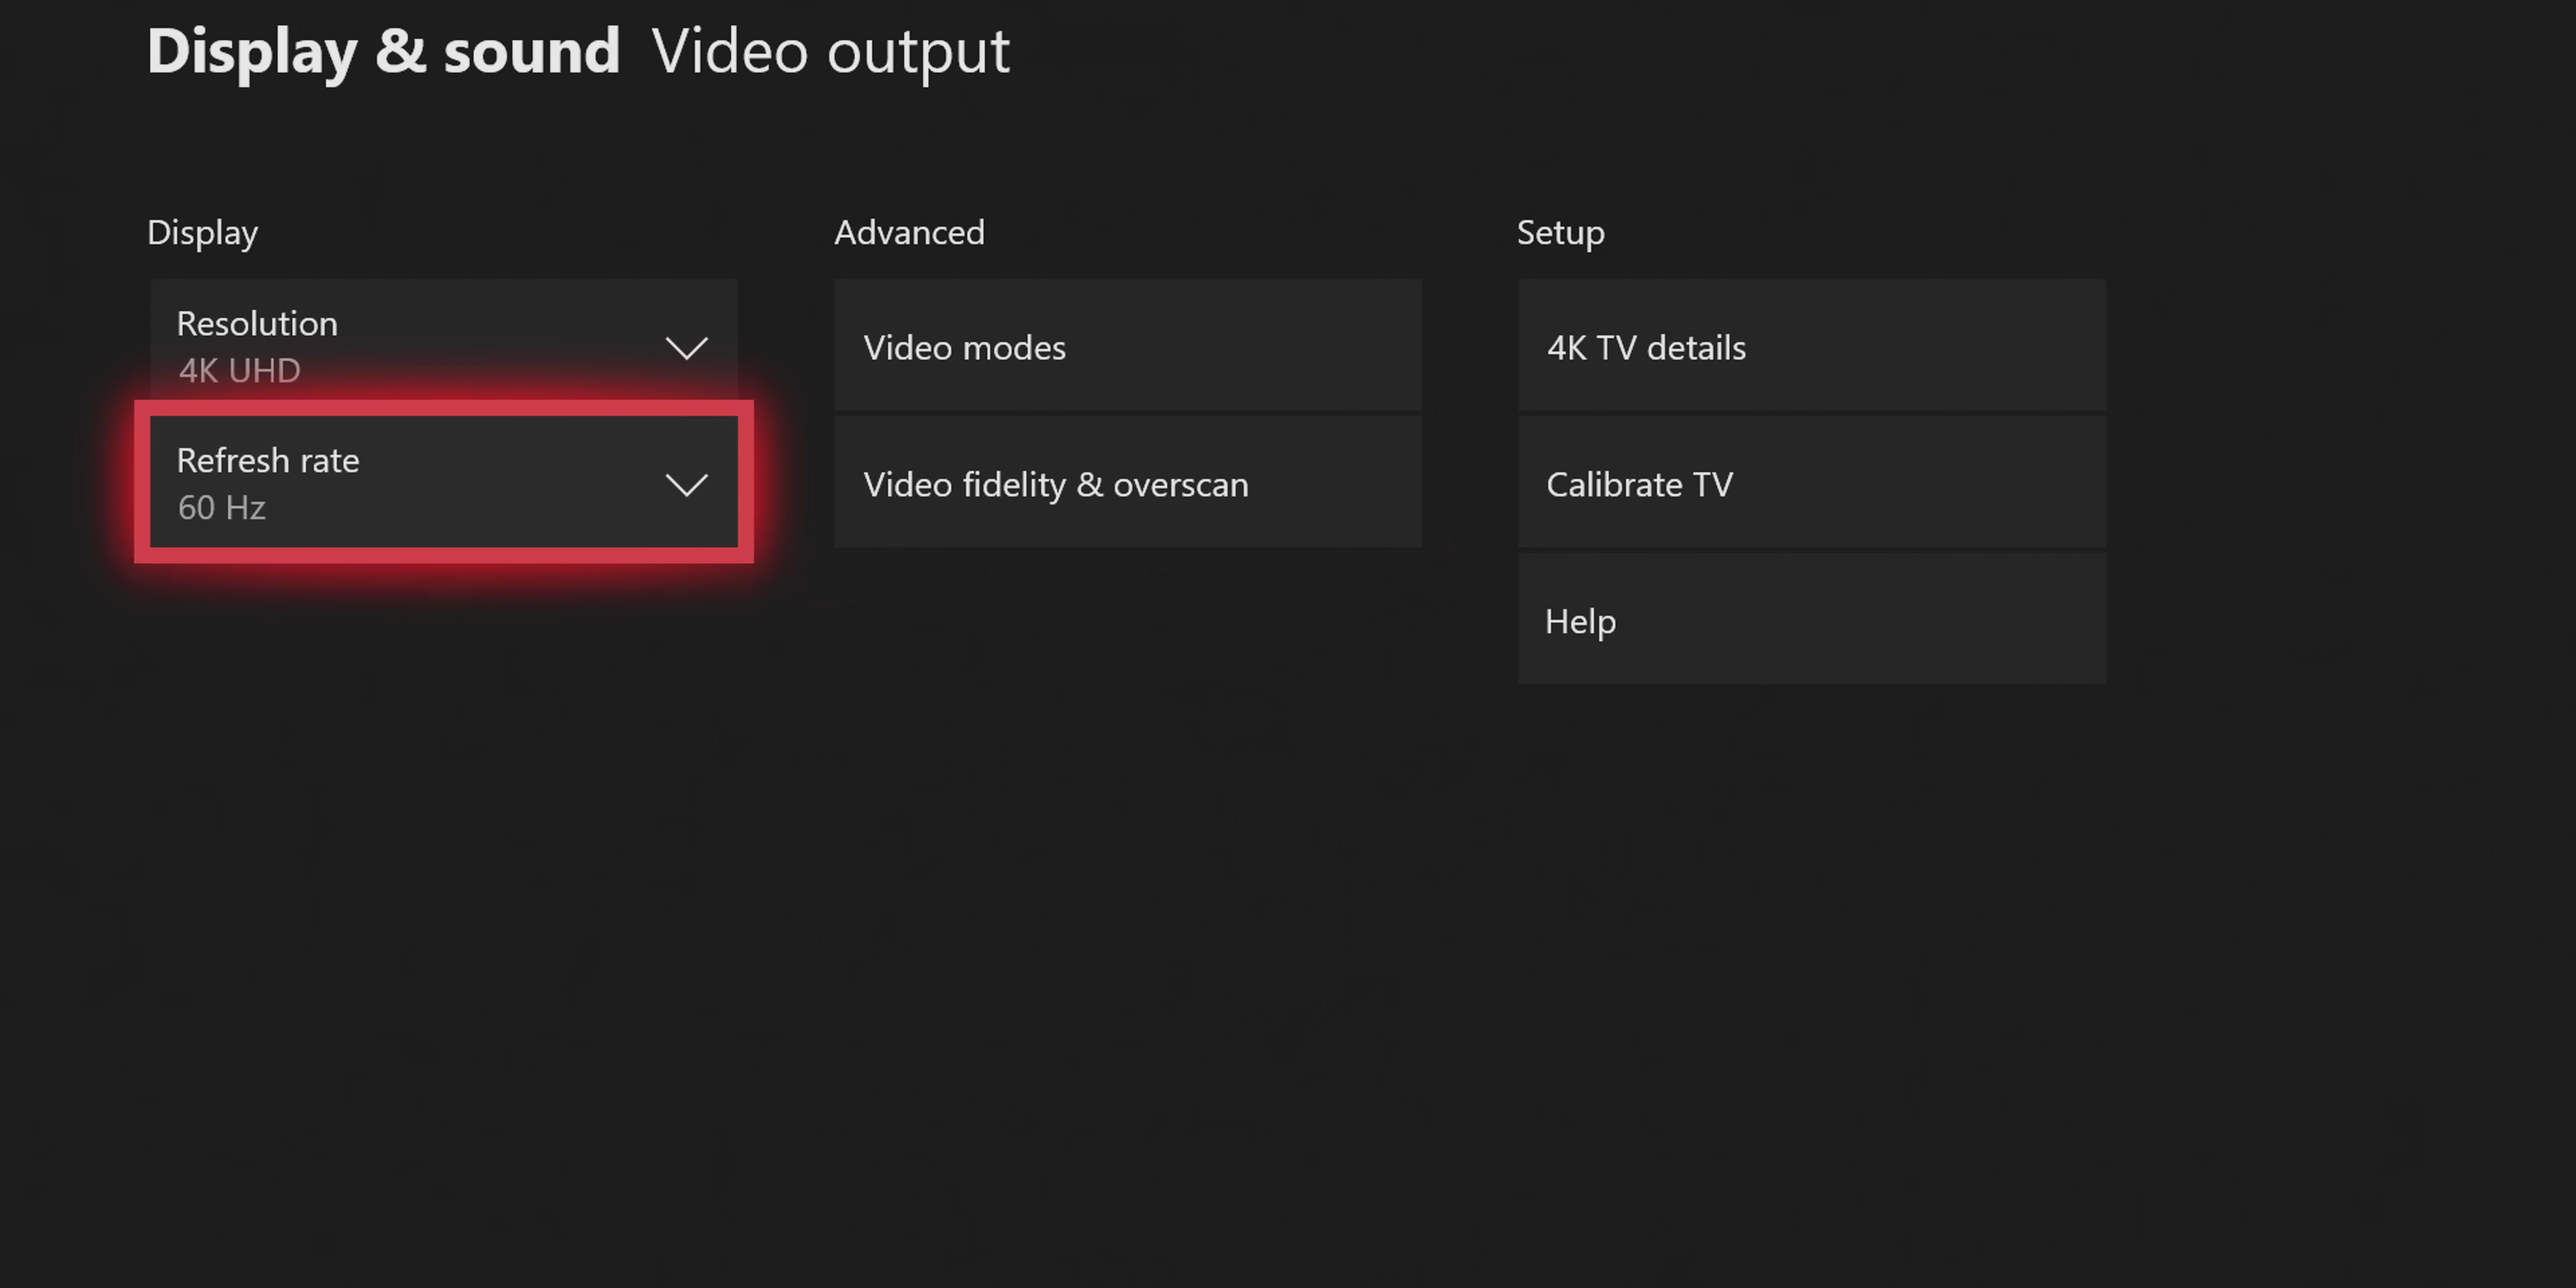 Display & sound Video output
Display
Resolution
4K UHD
Refresh rate
60 Hz
Advanced
Video modes
Video fidelity & overscan
Setup
4K TV details
Calibrate TV
Help